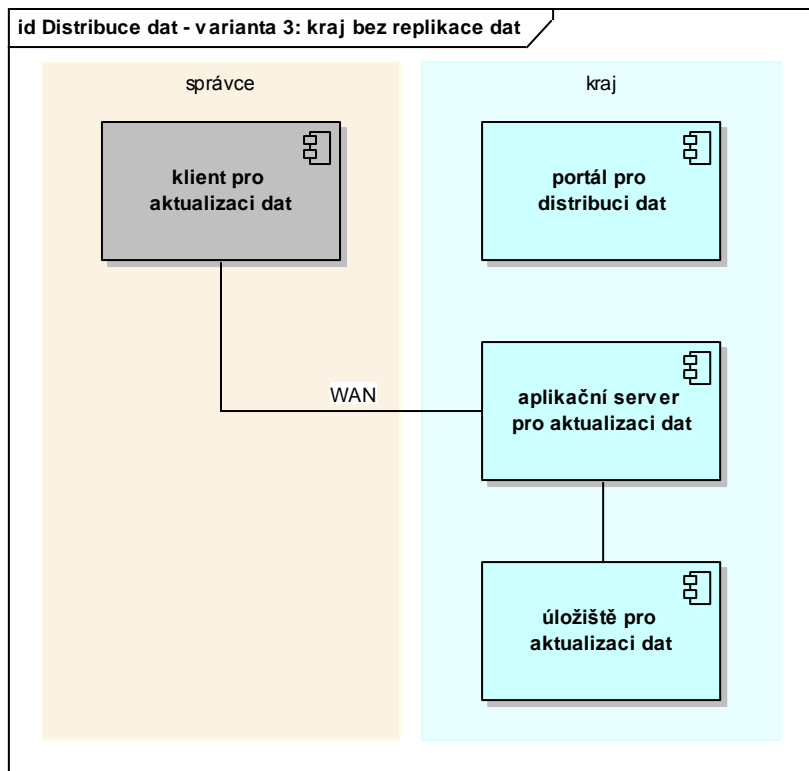 id Distribuce dat - varianta 3: kraj bez replikace dat
správce
kraj
klient pro
aktualizaci dat
portál pro
distribuci dat
WAN
aplikační server
pro aktualizaci dat
úložiště pro
aktualizaci dat